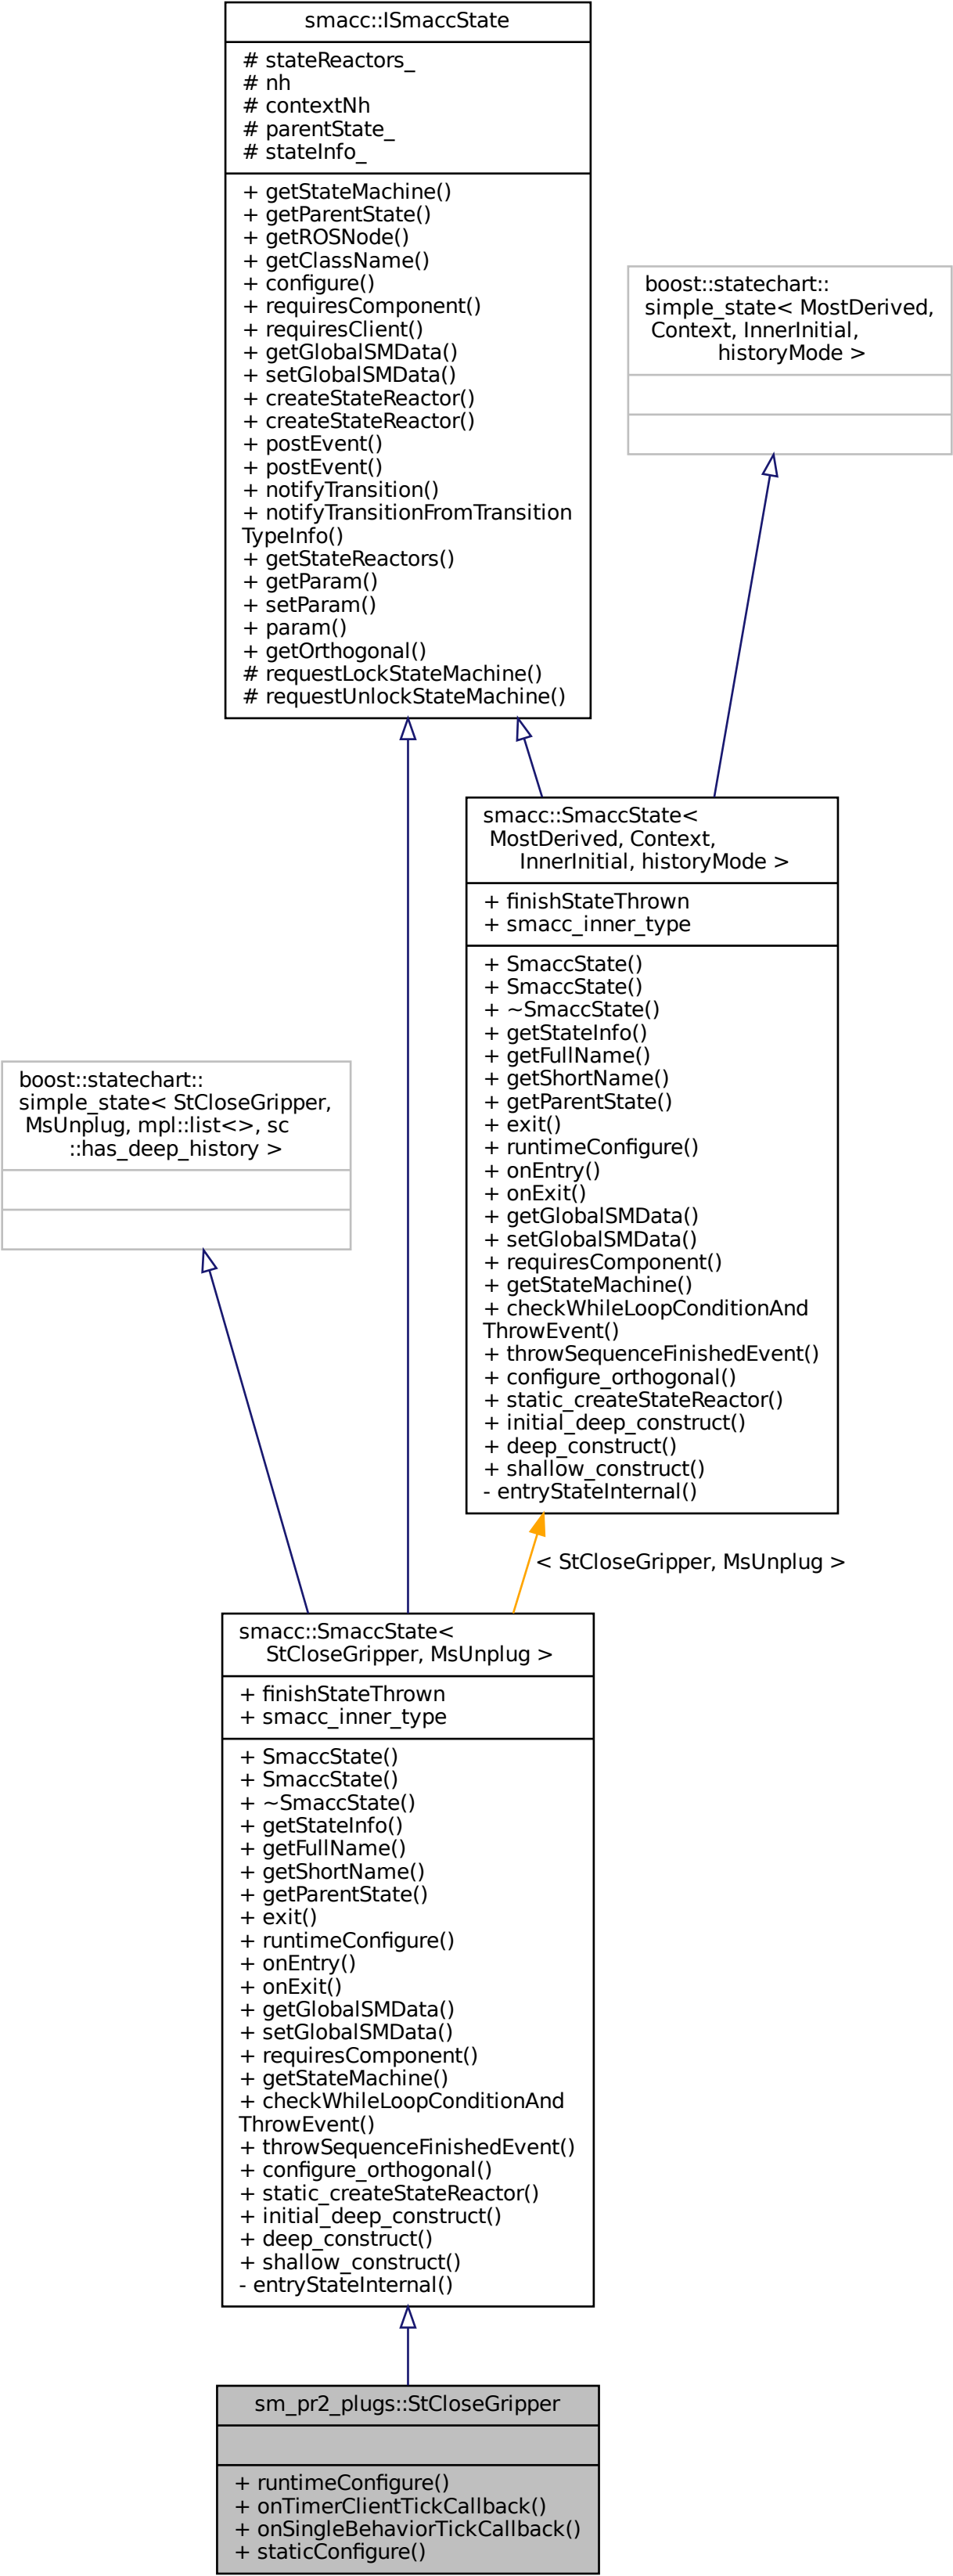 smacc::ISmaccState
# stateReactors_
# nh
# contextNh
# parentState_
# stateInfo_
+ getStateMachine()
+ getParentState()
+ getROSNode()
+ getClassName()
+ configure()
+ requiresComponent()
+ requiresClient()
+ getGlobalSMData()
+ setGlobalSMData()
+ createStateReactor()
+ createStateReactor()
+ postEvent()
+ postEvent()
+ notifyTransition()
+ notifyTransitionFromTransition
TypeInfo()
+ getStateReactors()
+ getParam()
+ setParam()
+ param()
+ getOrthogonal()
# requestLockStateMachine()
# requestUnlockStateMachine()
boost::statechart::
simple_state< MostDerived,
Context, InnerInitial,
historyMode >
smacc::SmaccState<
MostDerived, Context,
InnerInitial, historyMode >
+ finishStateThrown
+ smacc_inner_type
+ SmaccState()
+ SmaccState()
+ ~SmaccState()
+ getStateInfo()
+ getFullName()
+ getShortName()
+ getParentState()
+ exit()
+ runtimeConfigure()
+ onEntry()
+ onExit()
+ getGlobalSMData()
+ setGlobalSMData()
+ requiresComponent()
+ getStateMachine()
+ checkWhileLoopConditionAnd
ThrowEvent()
+ throwSequenceFinishedEvent()
+ configure_orthogonal()
+ static_createStateReactor()
+ initial_deep_construct()
+ deep_construct()
+ shallow_construct()
- entryStateInternal()
boost::statechart::
simple_state< StCloseGripper,
MsUnplug, mpl::list<>, sc
::has_deep_history >
< StCloseGripper, MsUnplug >
smacc::SmaccState<
StCloseGripper, MsUnplug >
+ finishStateThrown
+ smacc_inner_type
+ SmaccState()
+ SmaccState()
+ ~SmaccState()
+ getStateInfo()
+ getFullName()
+ getShortName()
+ getParentState()
+ exit()
+ runtimeConfigure()
+ onEntry()
+ onExit()
+ getGlobalSMData()
+ setGlobalSMData()
+ requiresComponent()
+ getStateMachine()
+ checkWhileLoopConditionAnd
ThrowEvent()
+ throwSequenceFinishedEvent()
+ configure_orthogonal()
+ static_createStateReactor()
+ initial_deep_construct()
+ deep_construct()
+ shallow_construct()
- entryStateInternal()
sm_pr2_plugs::StCloseGripper
+ runtimeConfigure()
+ onTimerClientTickCallback()
+ onSingleBehaviorTickCallback()
+ staticConfigure()